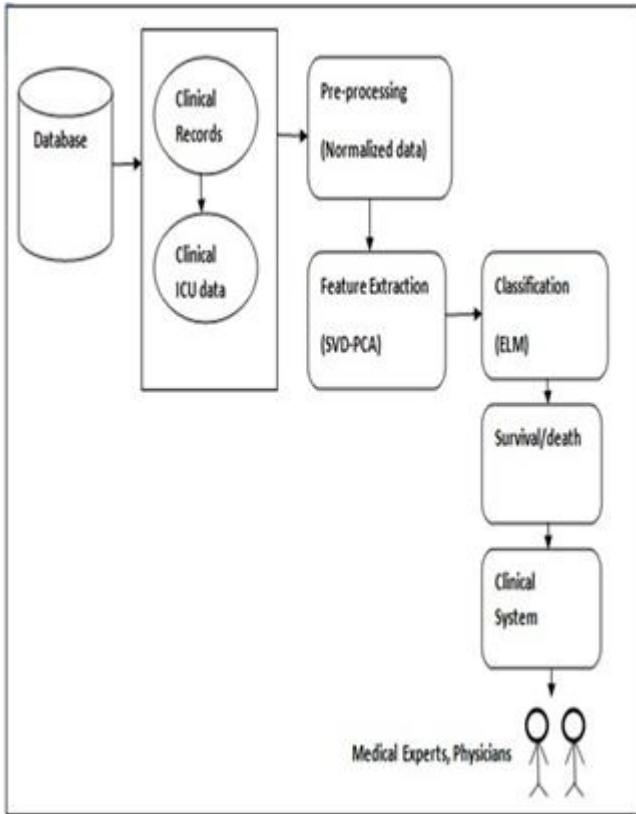 Database
Clinical
Records
Clinical
ICU data
Pre-processing
(Normalized data)
Feature Extraction
(SVD-PCA)
Classification
(ELM)
Survival/death
Clinical
System
Medical Experts, Physicians